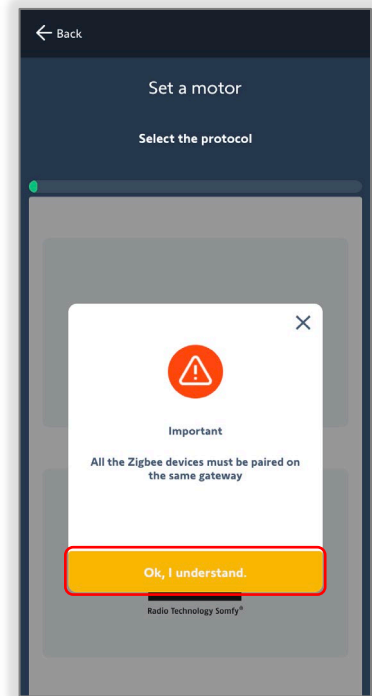 Back
Set a motor
Select the protocol
Important
All the Zigbee devices must be paired on
the same gateway
Ok, I understand.
Radio Technology Somfy®